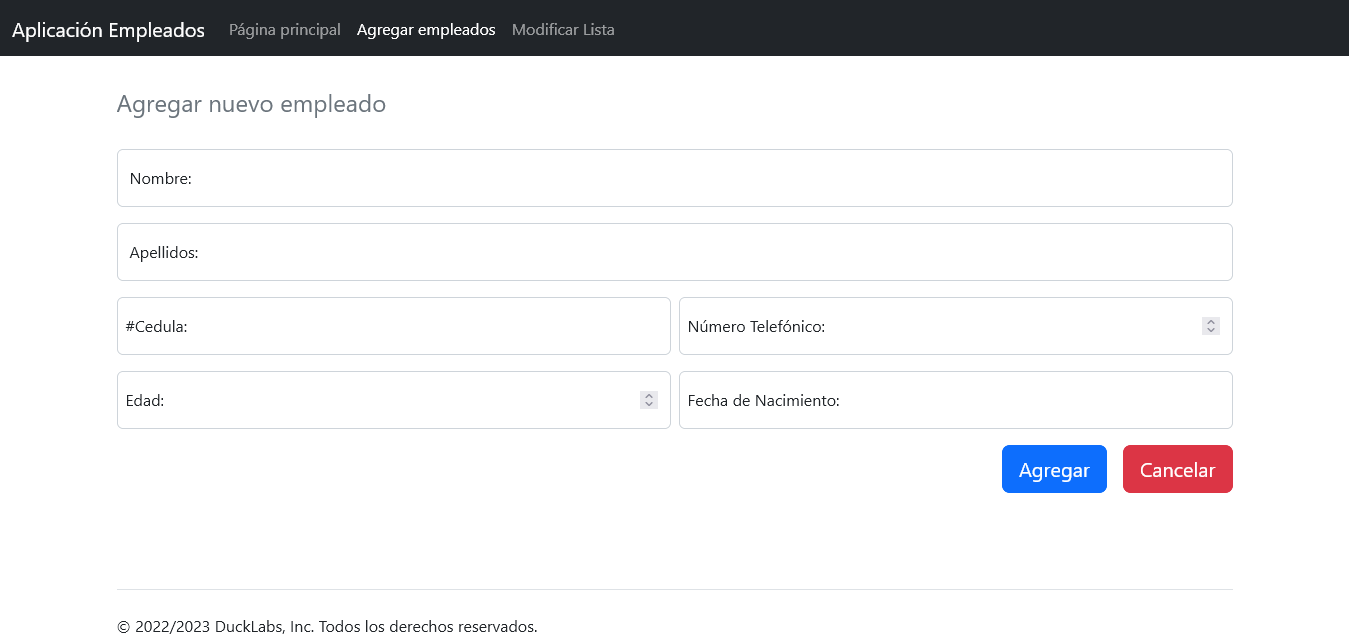 Aplicación Empleados Página principal Agregar empleados Modificar Lista
Agregar nuevo empleado
Nombre:
Apellidos:
#Cedula: Número Telefónico:
Edad: Fecha de Nacimiento:
Agregar Cancelar
© 2022/2023 DuckLabs, Inc. Todos los derechos reservados.